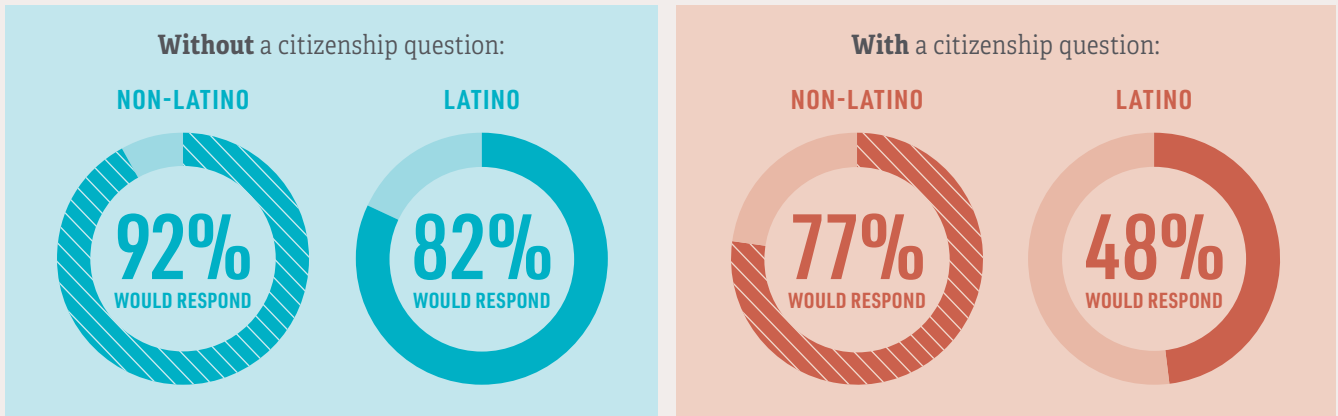 Without a citizenship question:
NON-LATINO
92%
WOULD RESPOND
LATINO
82%
WOULD RESPOND
With a citizenship question:
NON-LATINO
77%
WOULD RESPOND
LATINO
48%
WOULD RESPOND